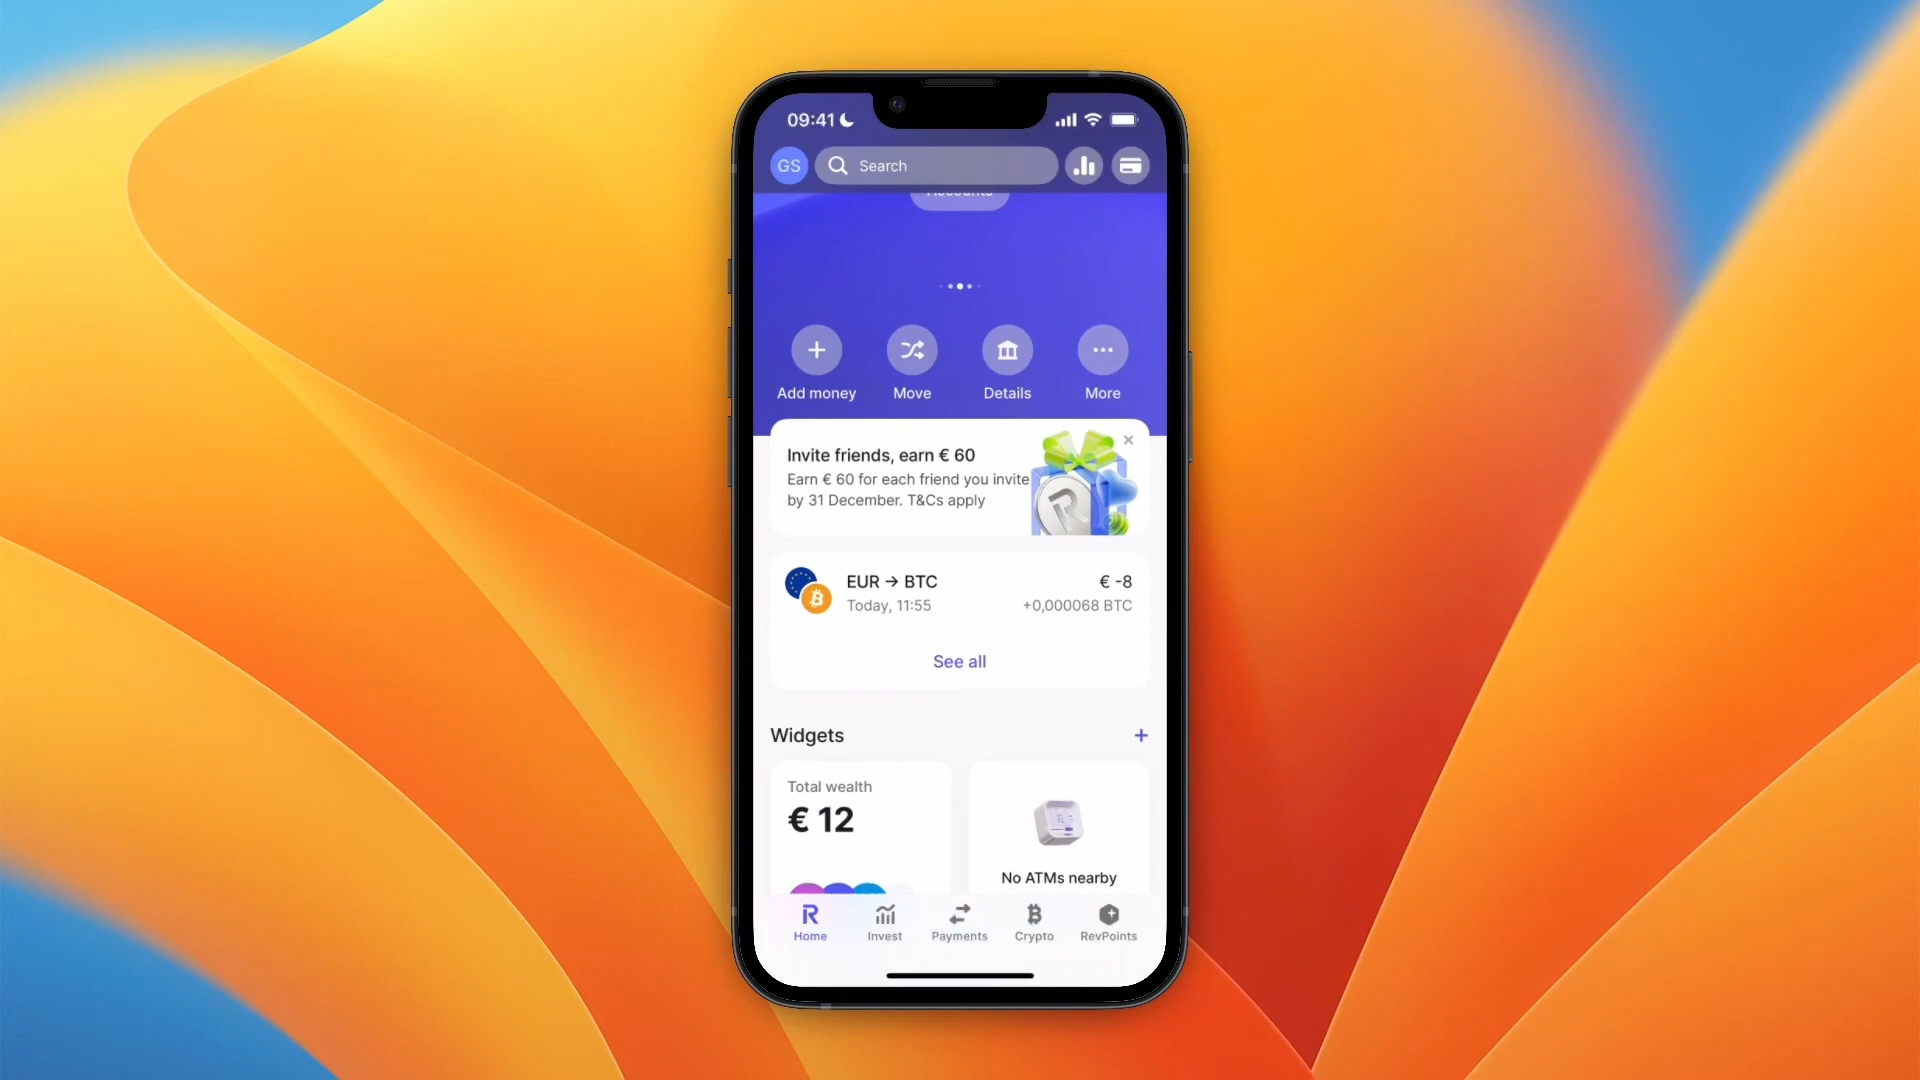 09:41
GS
Search
Accounts
Add money
Move
Details
More
Invite friends, earn € 60
Earn € 60 for each friend you invite
by 31 December. T&Cs apply
EUR → BTC
€ -8
Today, 11:55
+0,000068 BTC
See all
Widgets
+
Total wealth
€ 12
No ATMs nearby
Home
Invest
Payments
Crypto
RevPoints